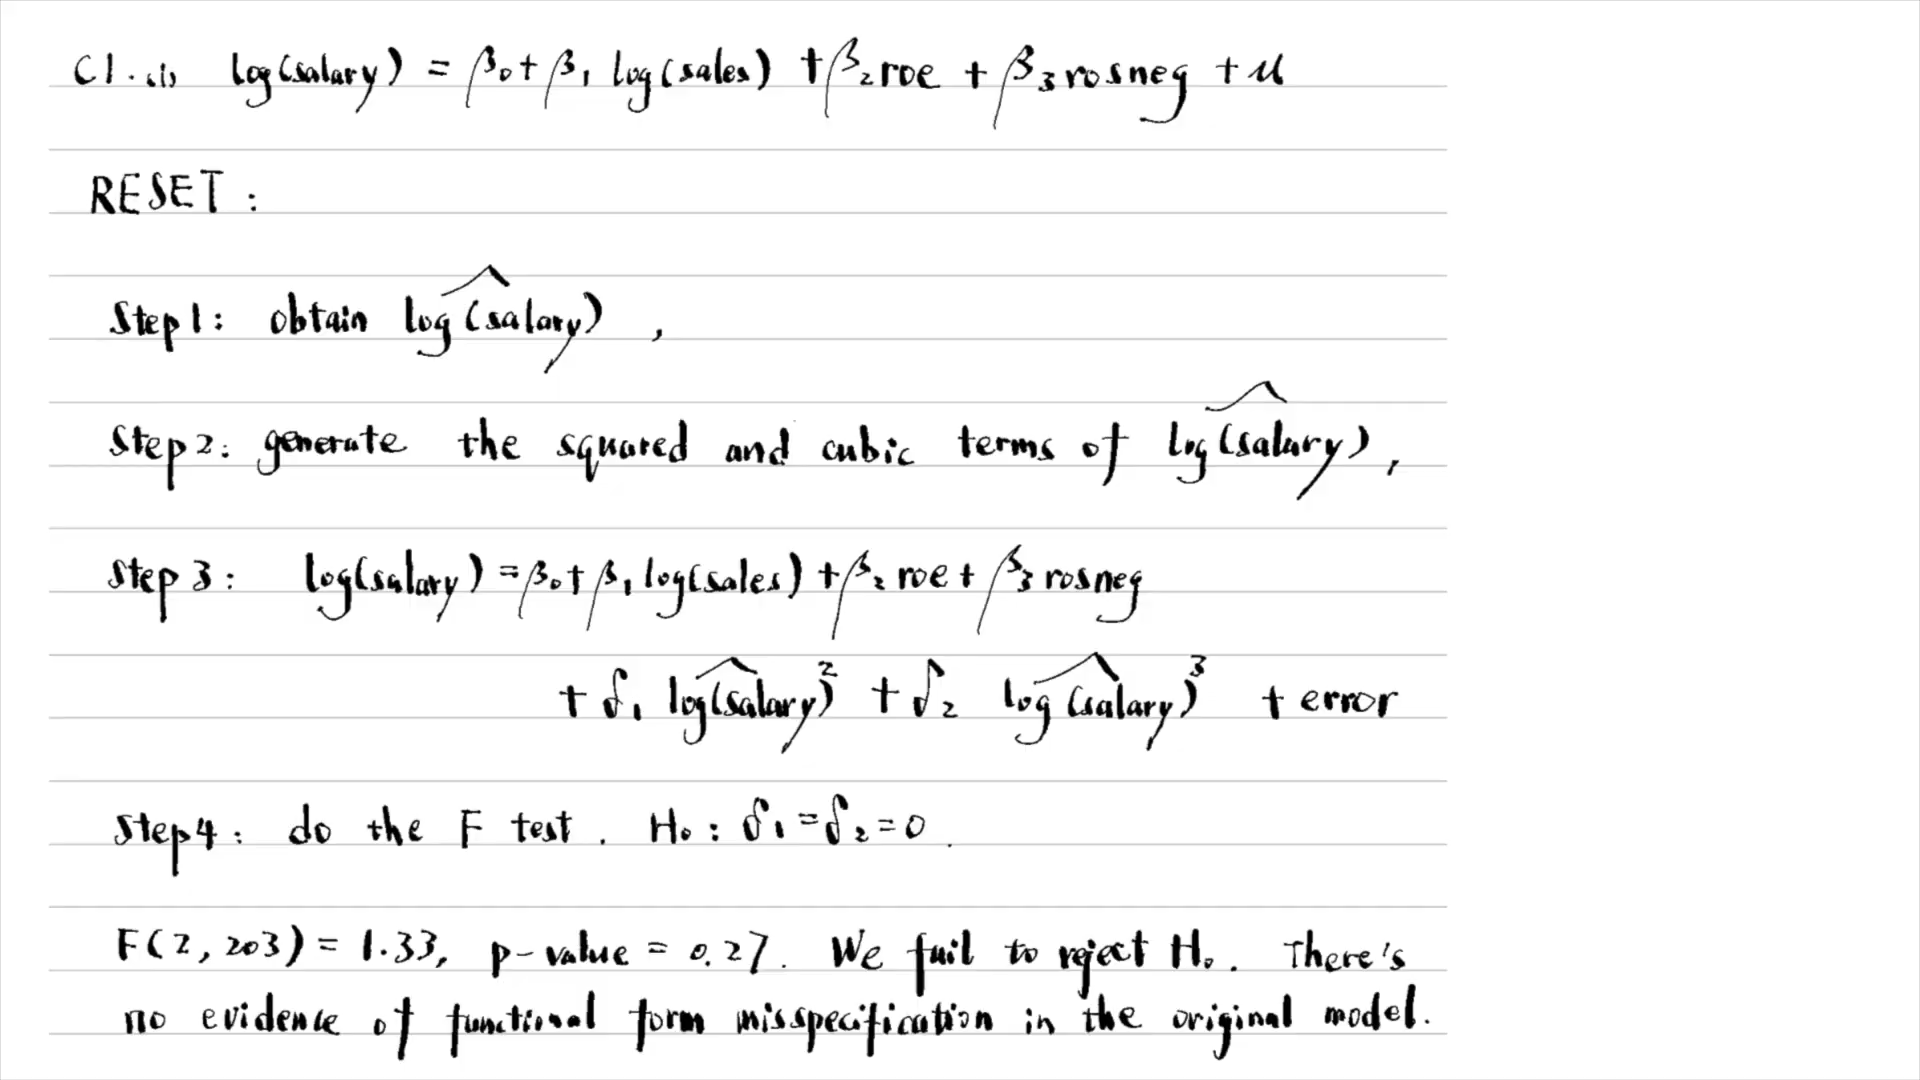 C1. (i) log(salary) = β₀ + β₁ log(sales) + β₂ roe + β₃ rosneg + u
RESET :
Step 1 : obtain \widehat{log(salary)} ,
Step 2 : generate the squared and cubic terms of \widehat{log(salary)} ,
Step 3 : log(salary) = β₀ + β₁ log(sales) + β₂ roe + β₃ rosneg
+ δ₁ \widehat{log(salary)}² + δ₂ \widehat{log(salary)}³ + error
Step 4 : do the F test . H₀ : δ₁ = δ₂ = 0 .
F(2, 203) = 1.33, p-value = 0.27. We fail to reject H₀ . There's
no evidence of functional form misspecification in the original model.